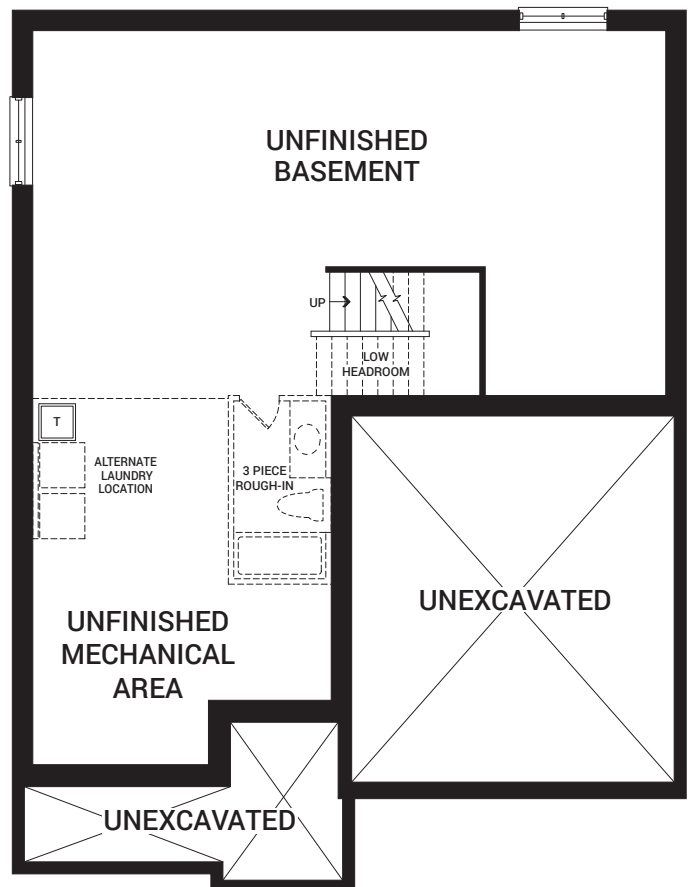 UNFINISHED
BASEMENT
UP
LOW
HEADROOM
T
ALTERNATE
LAUNDRY
LOCATION
3 PIECE
ROUGH-IN
UNEXCAVATED
UNFINISHED
MECHANICAL
AREA
UNEXCAVATED